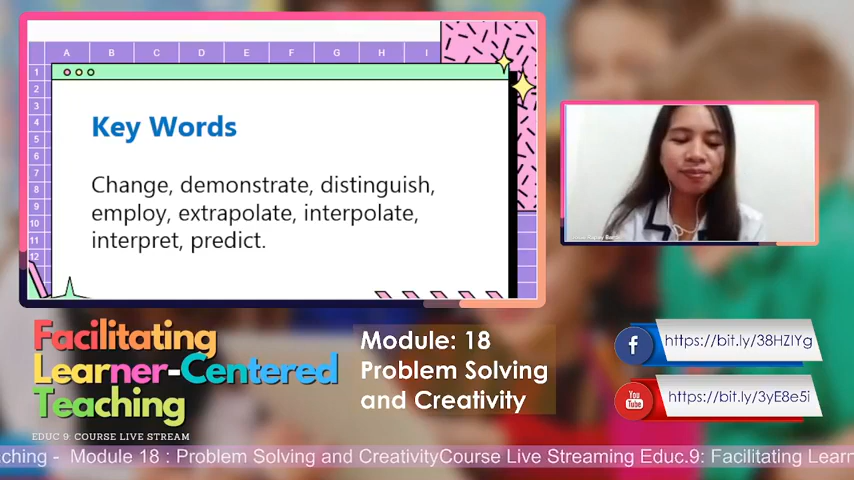 A B C D E F G H I
1
2
3
4
5
6
7
8
9
10
11
12
Key Words
Change, demonstrate, distinguish,
employ, extrapolate, interpolate,
interpret, predict.
Facilitating
Learner-Centered
Teaching
EDUC 9: COURSE LIVE STREAM
Module: 18
Problem Solving
and Creativity
https://bit.ly/38HZIYg
You
Tube
https://bit.ly/3yE8e5i
ching - Module 18 : Problem Solving and CreativityCourse Live Streaming Educ.9: Facilitating Learn